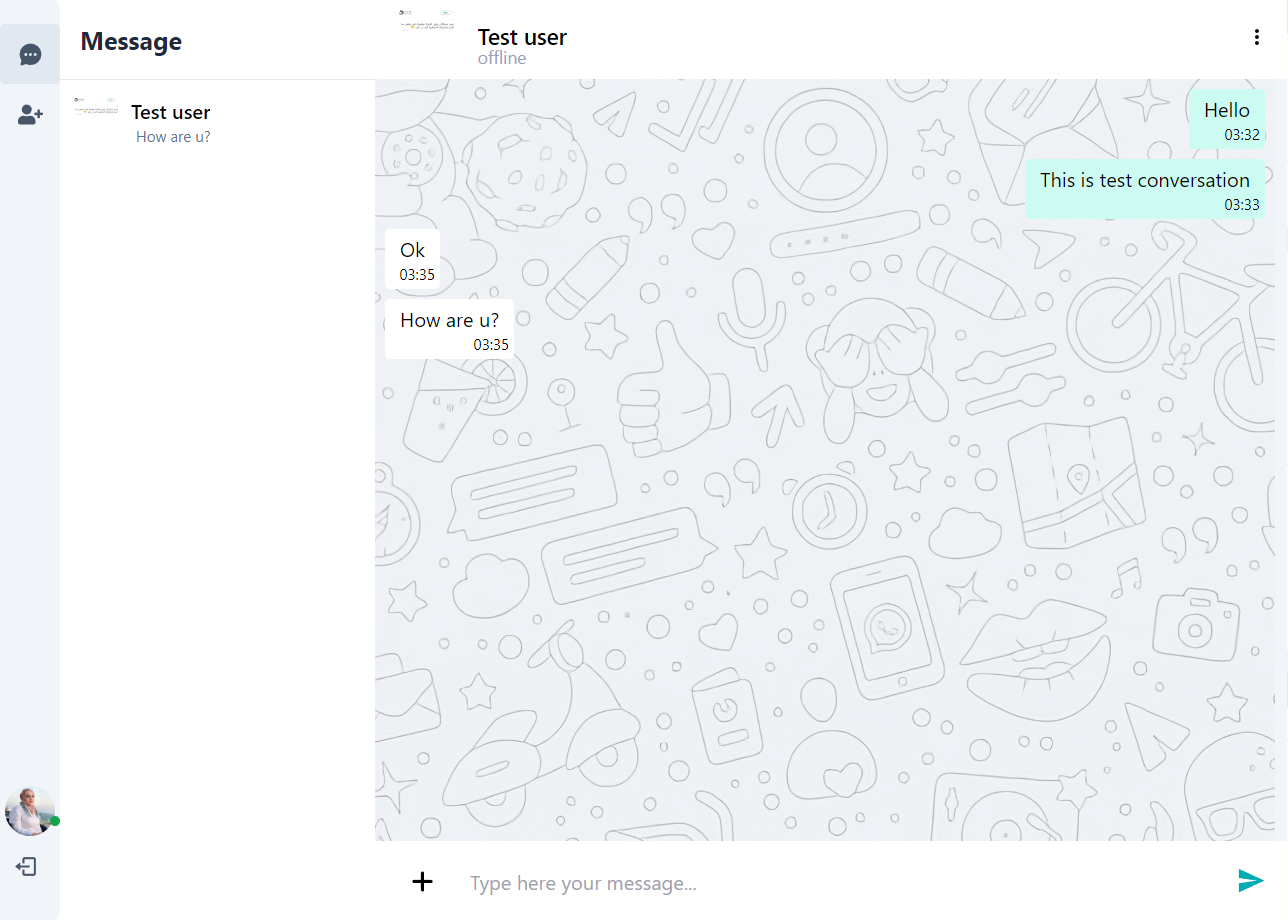 Message
Test user
How are u?
Test user
offline
Hello
03:32
This is test conversation
03:33
Ok
03:35
How are u?
03:35
Type here your message...